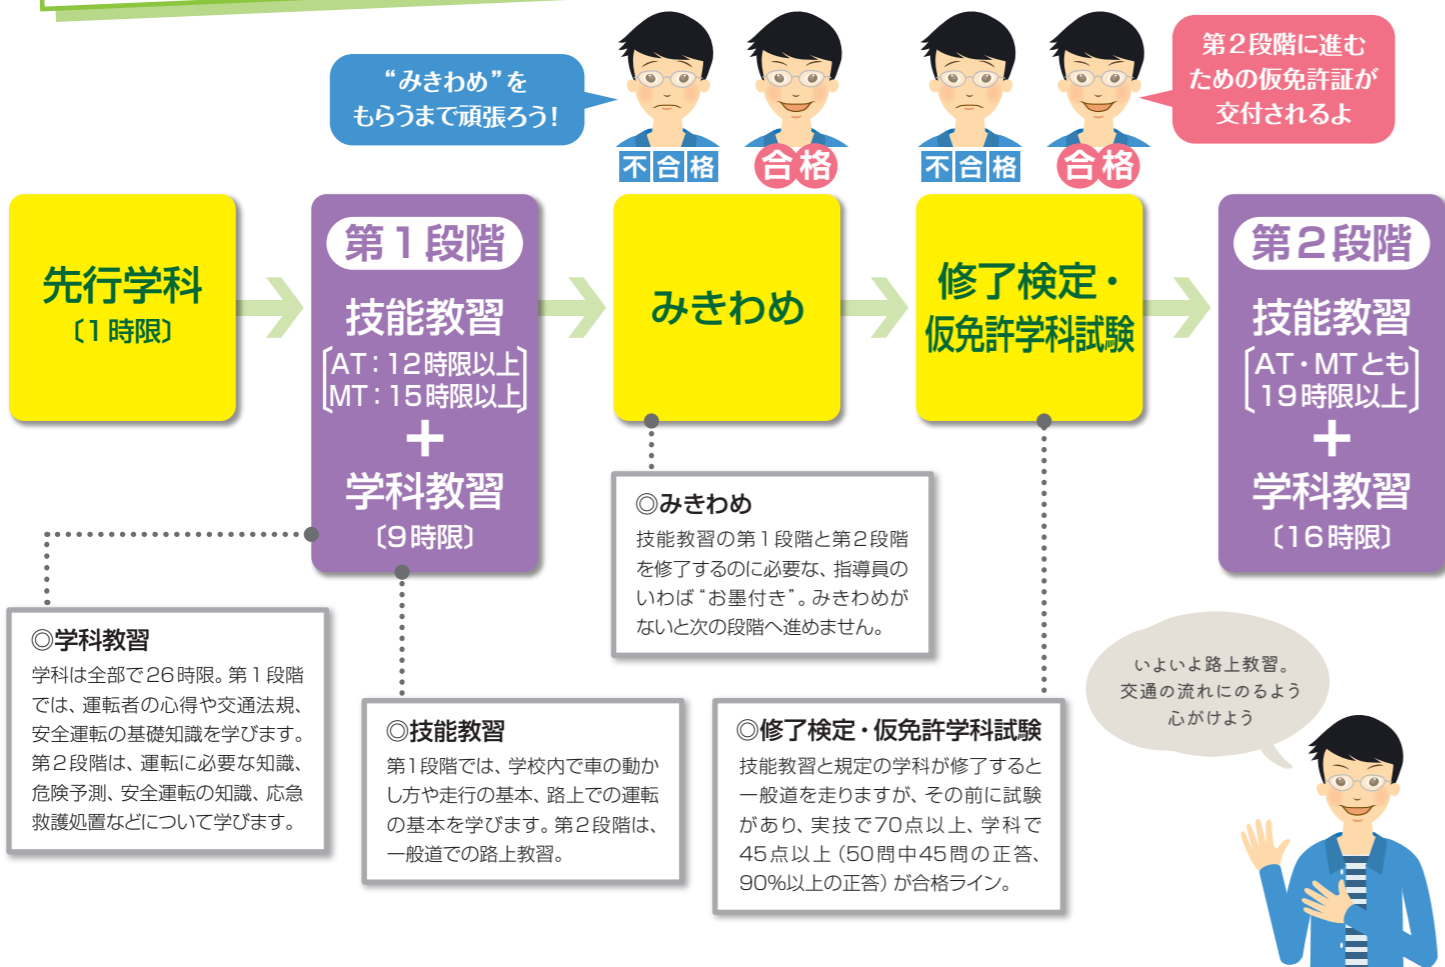 “みきわめ”を
もらうまで頑張ろう!
不合格
合格
不合格
合格
第2段階に進む
ための仮免許証が
交付されるよ
先行学科
〔1時限〕
第1段階
技能教習
AT:12時限以上
MT:15時限以上
+
学科教習
〔9時限〕
みきわめ
修了検定・
仮免許学科試験
第2段階
技能教習
AT・MTとも
19時限以上
+
学科教習
〔16時限〕
◎学科教習
学科は全部で26時限。第1段階
では、運転者の心得や交通法規、
安全運転の基礎知識を学びます。
第2段階は、運転に必要な知識、
危険予測、安全運転の知識、応急
救護処置などについて学びます。
◎技能教習
第1段階では、学校内で車の動か
し方や走行の基本、路上での運転
の基本を学びます。第2段階は、
一般道での路上教習。
◎みきわめ
技能教習の第1段階と第2段階
を修了するのに必要な、指導員の
いわば“お墨付き”。みきわめが
ないと次の段階へ進めません。
◎修了検定・仮免許学科試験
技能教習と規定の学科が修了すると
一般道を走りますが、その前に試験
があり、実技で70点以上、学科で
45点以上(50問中45問の正答、
90%以上の正答)が合格ライン。
いよいよ路上教習。
交通の流れにのるよう
心がけよう